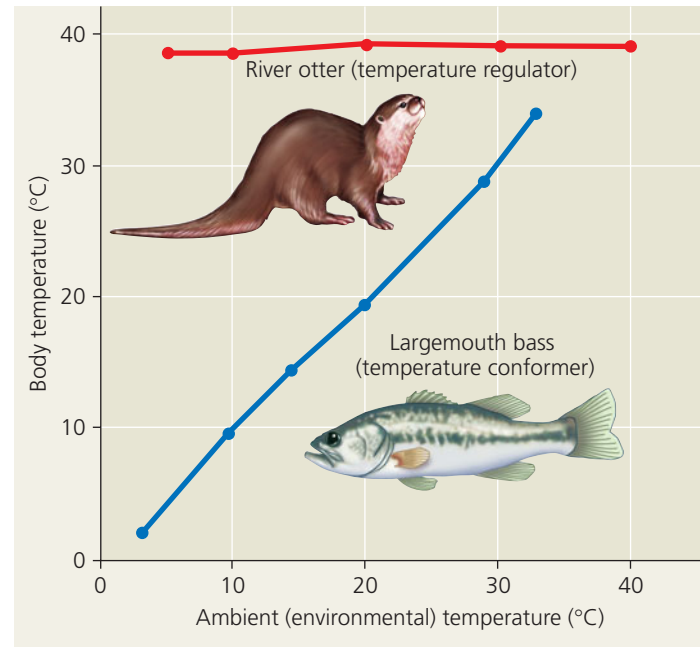 40
River otter (temperature regulator)
30
Body temperature (°C)
20
Largemouth bass
(temperature conformer)
10
0
0 10 20 30 40
Ambient (environmental) temperature (°C)